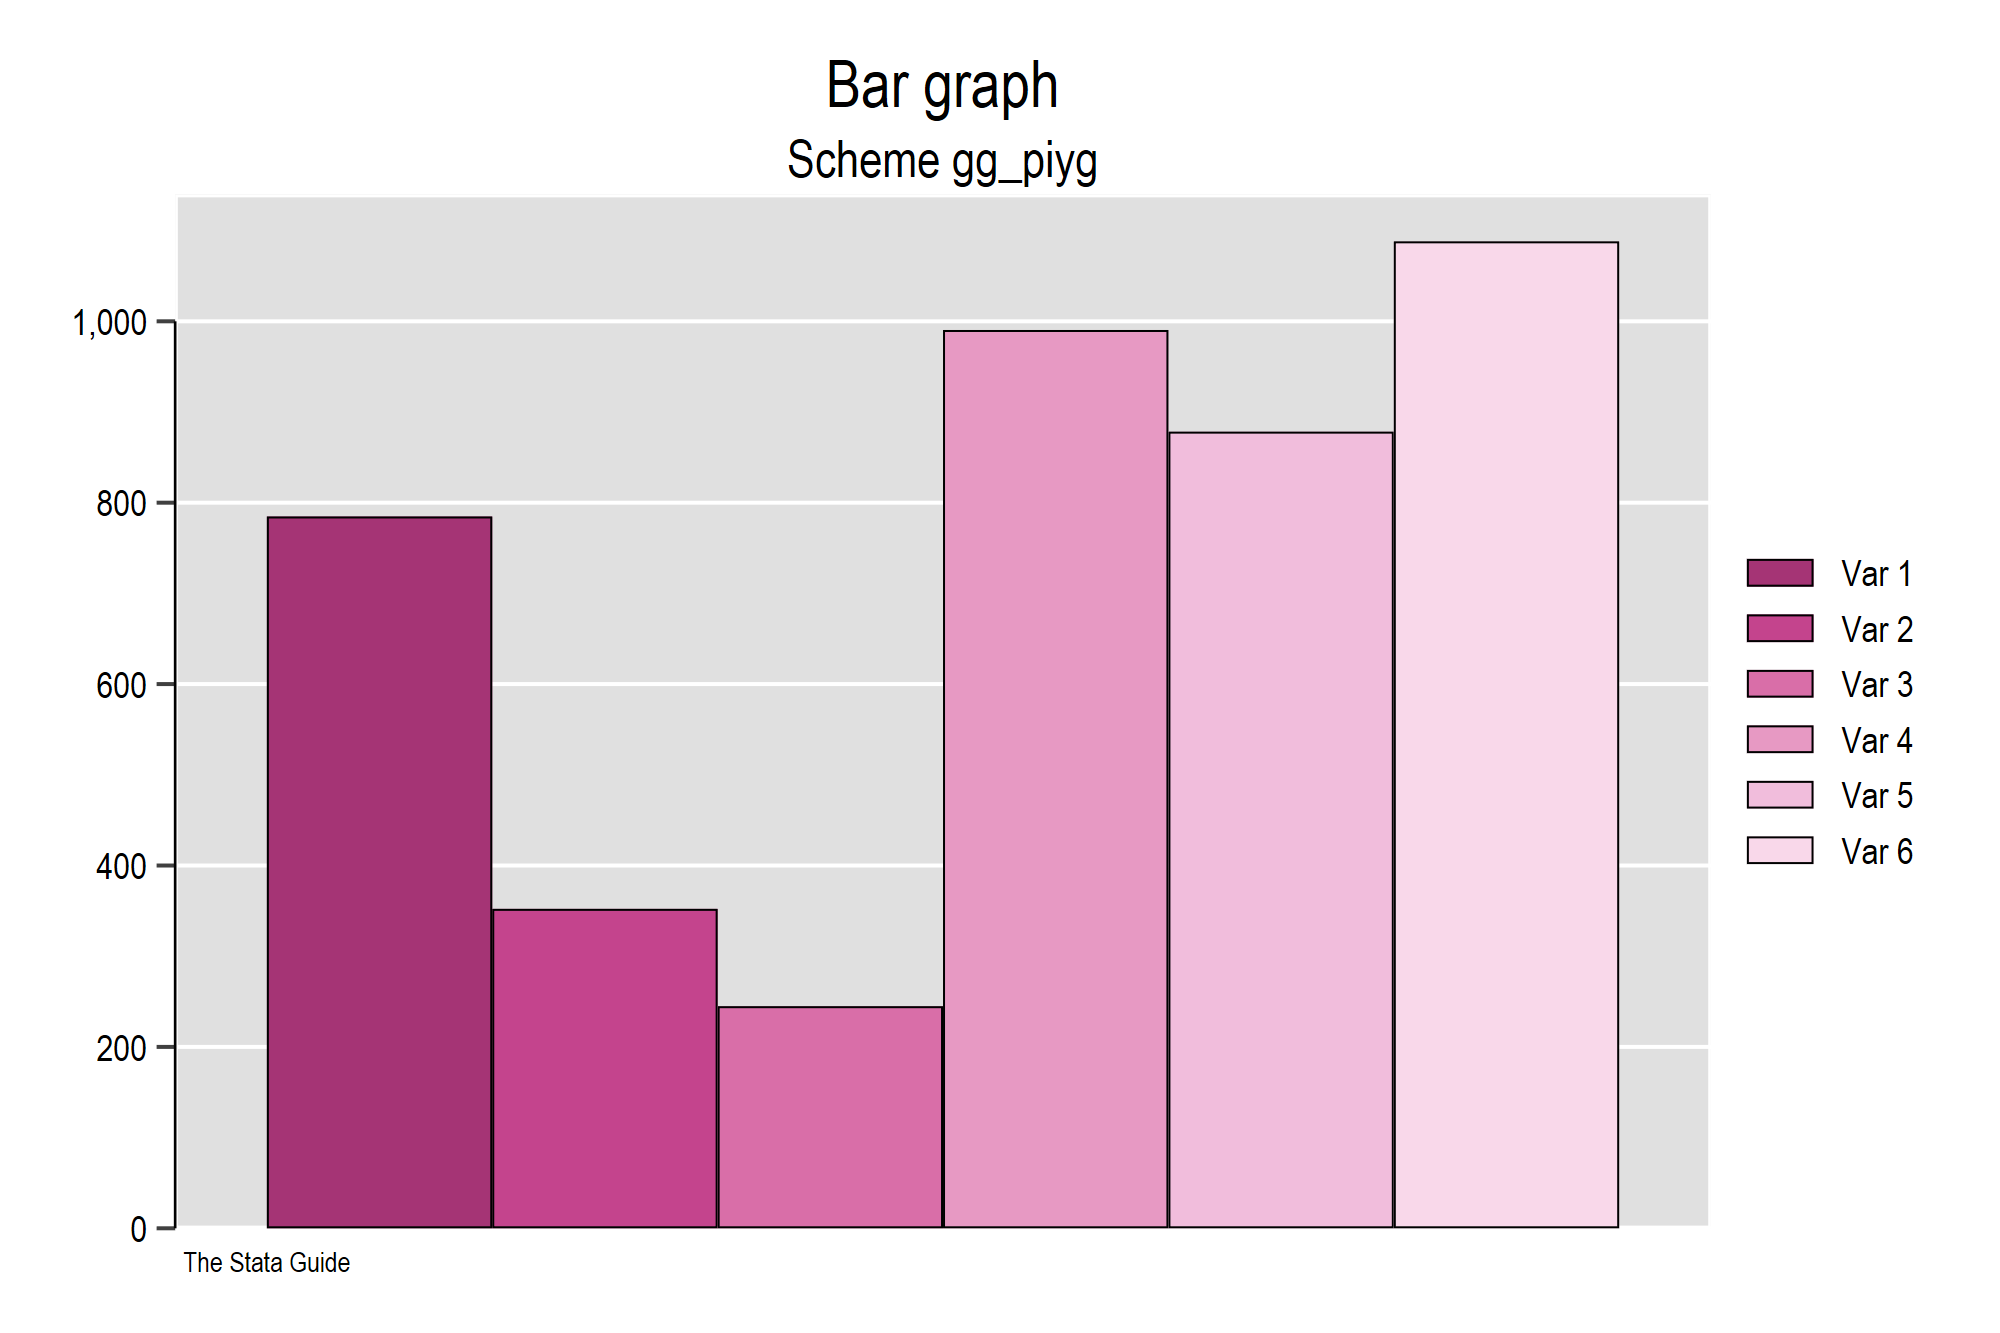 Bar graph
Scheme gg_piyg
1,000
800
600
400
200
0
Var 1
Var 2
Var 3
Var 4
Var 5
Var 6
The Stata Guide